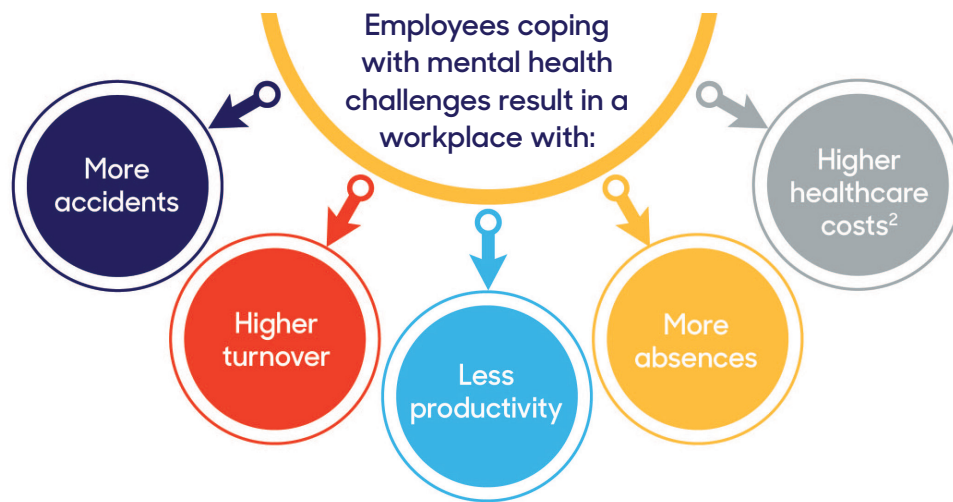 Employees coping
with mental health
challenges result in a
workplace with:
More
accidents
Higher
turnover
Less
productivity
More
absences
Higher
healthcare
costs²